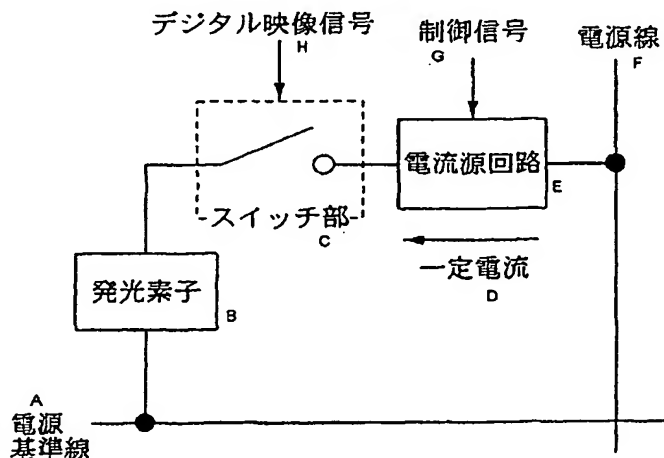 デジタル映像信号
H
制御信号
G
電源線
F
電流源回路
E
スイッチ部
C
一定電流
D
発光素子
B
A
電源
基準線